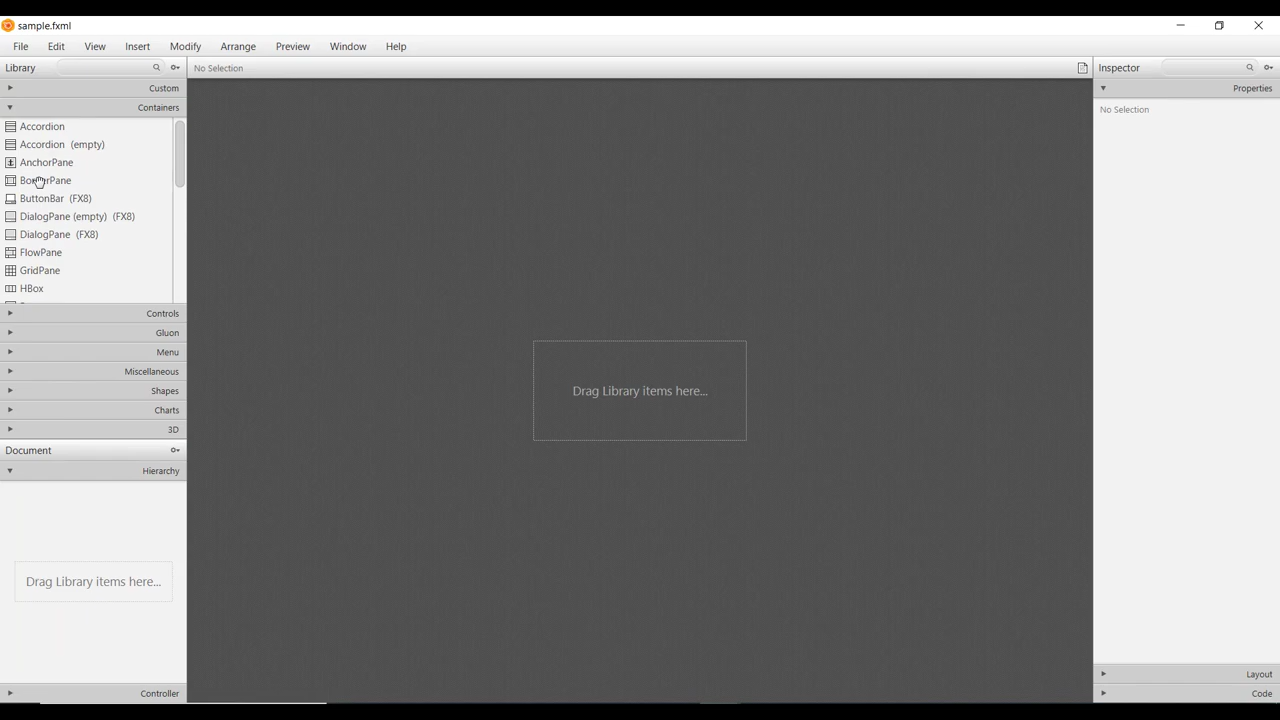 sample.fxml
File Edit View Insert Modify Arrange Preview Window Help
Library
No Selection
Inspector
Custom
Containers
Accordion
Accordion (empty)
AnchorPane
BorderPane
ButtonBar (FX8)
DialogPane (empty) (FX8)
DialogPane (FX8)
FlowPane
GridPane
HBox
Controls
Gluon
Menu
Miscellaneous
Shapes
Charts
3D
Document
Hierarchy
Drag Library items here...
Controller
Drag Library items here...
Properties
No Selection
Layout
Code